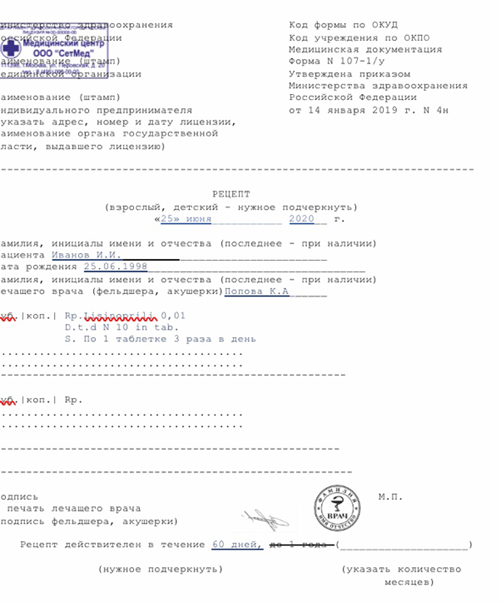 инистерство здравоохранения
оссийской Федерации
Медицинский центр
ООО "СетМед"
аименование (штамп)
едицинской организации
аименование (штамп)
ндивидуального предпринимателя
указать адрес, номер и дату лицензии,
аименование органа государственной
ласти, выдавшего лицензию)
Код формы по ОКУД
Код учреждения по ОКПО
Медицинская документация
Форма N 107-1/у
Утверждена приказом
Министерства здравоохранения
Российской Федерации
от 14 января 2019 г. N 4н
РЕЦЕПТ
(взрослый, детский - нужное подчеркнуть)
«25» июня 2020 г.
амилия, инициалы имени и отчества (последнее - при наличии)
ациента Иванов И.И.
ата рождения 25.06.1998
амилия, инициалы имени и отчества (последнее - при наличии)
ечащего врача (фельдшера, акушерки)Попова К.А
уб.|коп.| Rp.Lisinoprili 0,01
D.t.d N 10 in tab.
S. По 1 таблетке 3 раза в день
уб.|коп.| Rp.
одпись
печать лечащего врача
подпись фельдшера, акушерки)
ФАМИЛИЯ
ВРАЧ
ИМЯ ОТЧЕСТВО
М.П.
Рецепт действителен в течение 60 дней, до 1 года (____________________)
(нужное подчеркнуть)
(указать количество
месяцев)